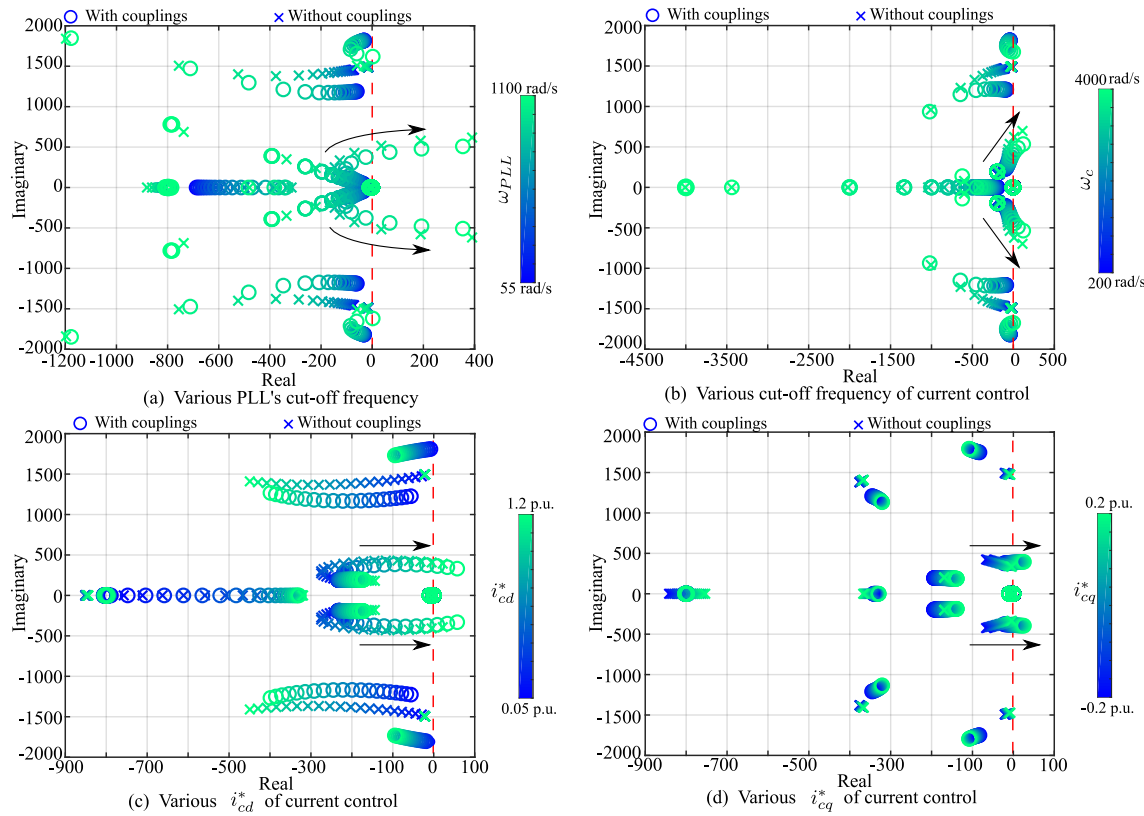 With couplings Without couplings
2000
1500
1000
500
0
-500
-1000
-1500
-2000
Imaginary
-1200 -1000 -800 -600 -400 -200 0 200 400
Real
1100 rad/s
ω_PLL
55 rad/s
(a) Various PLL's cut-off frequency
With couplings Without couplings
2000
1500
1000
500
0
-500
-1000
-1500
-2000
Imaginary
-4500 -3500 -2500 -1500 -500 0 500
Real
4000 rad/s
ω_c
200 rad/s
(b) Various cut-off frequency of current control
With couplings Without couplings
2000
1500
1000
500
0
-500
-1000
-1500
-2000
Imaginary
-900 -700 -500 -300 -100 0 100
Real
1.2 p.u.
i*_cd
0.05 p.u.
(c) Various i*_cd of current control
With couplings Without couplings
2000
1500
1000
500
0
-500
-1000
-1500
-2000
Imaginary
-900 -700 -500 -300 -100 0 100
Real
0.2 p.u.
i*_cq
-0.2 p.u.
(d) Various i*_cq of current control